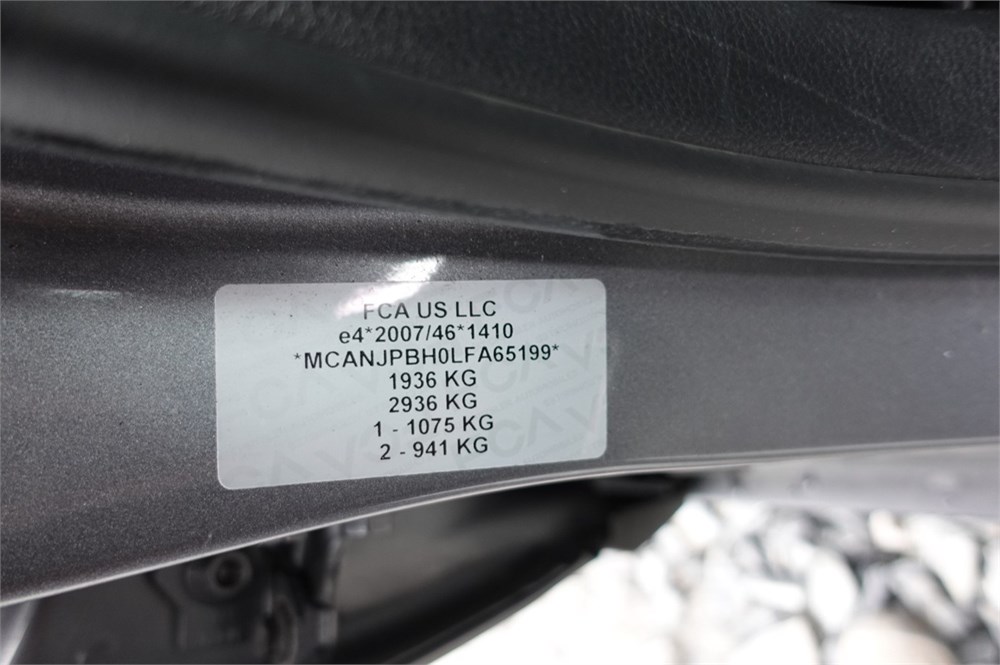 FCA US LLC
e4*2007/46*1410
*MCANJPBH0LFA65199*
1936 KG
2936 KG
1 - 1075 KG
2 - 941 KG